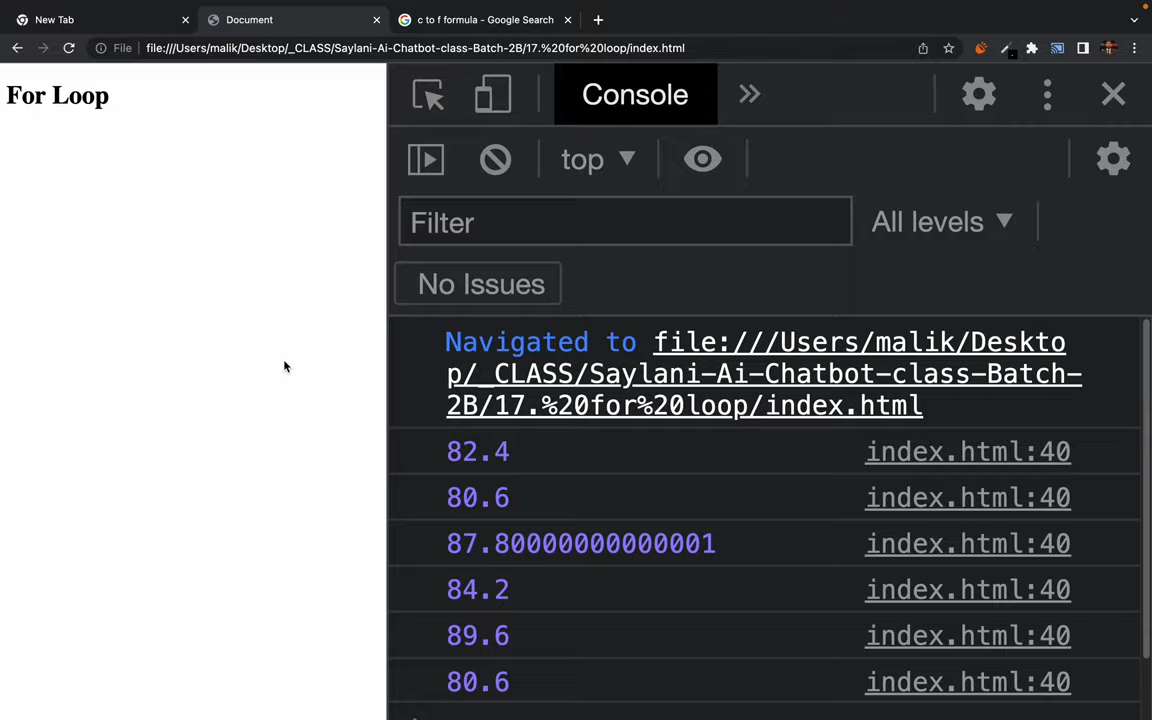 New Tab
Document
c to f formula - Google Search
File
file:///Users/malik/Desktop/_CLASS/Saylani-Ai-Chatbot-class-Batch-2B/17.%20for%20loop/index.html
For Loop
Console
top
Filter
All levels
No Issues
Navigated to file:///Users/malik/Deskto
p/_CLASS/Saylani-Ai-Chatbot-class-Batch-
2B/17.%20for%20loop/index.html
82.4 index.html:40
80.6 index.html:40
87.80000000000001 index.html:40
84.2 index.html:40
89.6 index.html:40
80.6 index.html:40